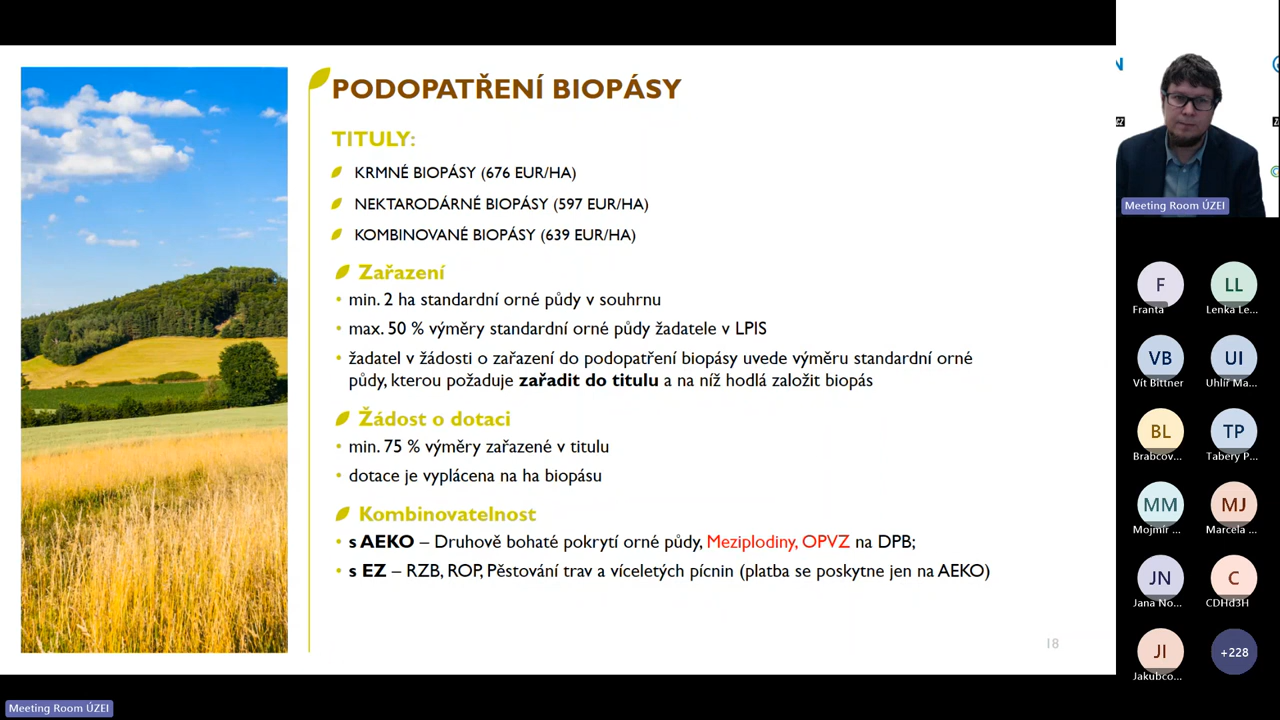 PODOPATŘENÍ BIOPÁSY
TITULY:
KRMNÉ BIOPÁSY (676 EUR/HA)
NEKTARODÁRNÉ BIOPÁSY (597 EUR/HA)
KOMBINOVANÉ BIOPÁSY (639 EUR/HA)
Zařazení
• min. 2 ha standardní orné půdy v souhrnu
• max. 50 % výměry standardní orné půdy žadatele v LPIS
• žadatel v žádosti o zařazení do podopatření biopásy uvede výměru standardní orné
půdy, kterou požaduje zařadit do titulu a na níž hodlá založit biopás
Žádost o dotaci
• min. 75 % výměry zařazené v titulu
• dotace je vyplácena na ha biopásu
Kombinovatelnost
• s AEKO – Druhově bohaté pokrytí orné půdy, Meziplodiny, OPVZ na DPB;
• s EZ – RZB, ROP, Pěstování trav a víceletých pícnin (platba se poskytne jen na AEKO)
18
Meeting Room ÚZEI
Meeting Room ÚZEI
F
LL
Franta
Lenka Le...
VB
UI
Vít Bittner
Uhlíř Ma...
BL
TP
Brabcov...
Tabery P...
MM
MJ
Mojmír ...
Marcela ...
JN
C
Jana No...
CDHd3H
JI
+228
Jakubco...